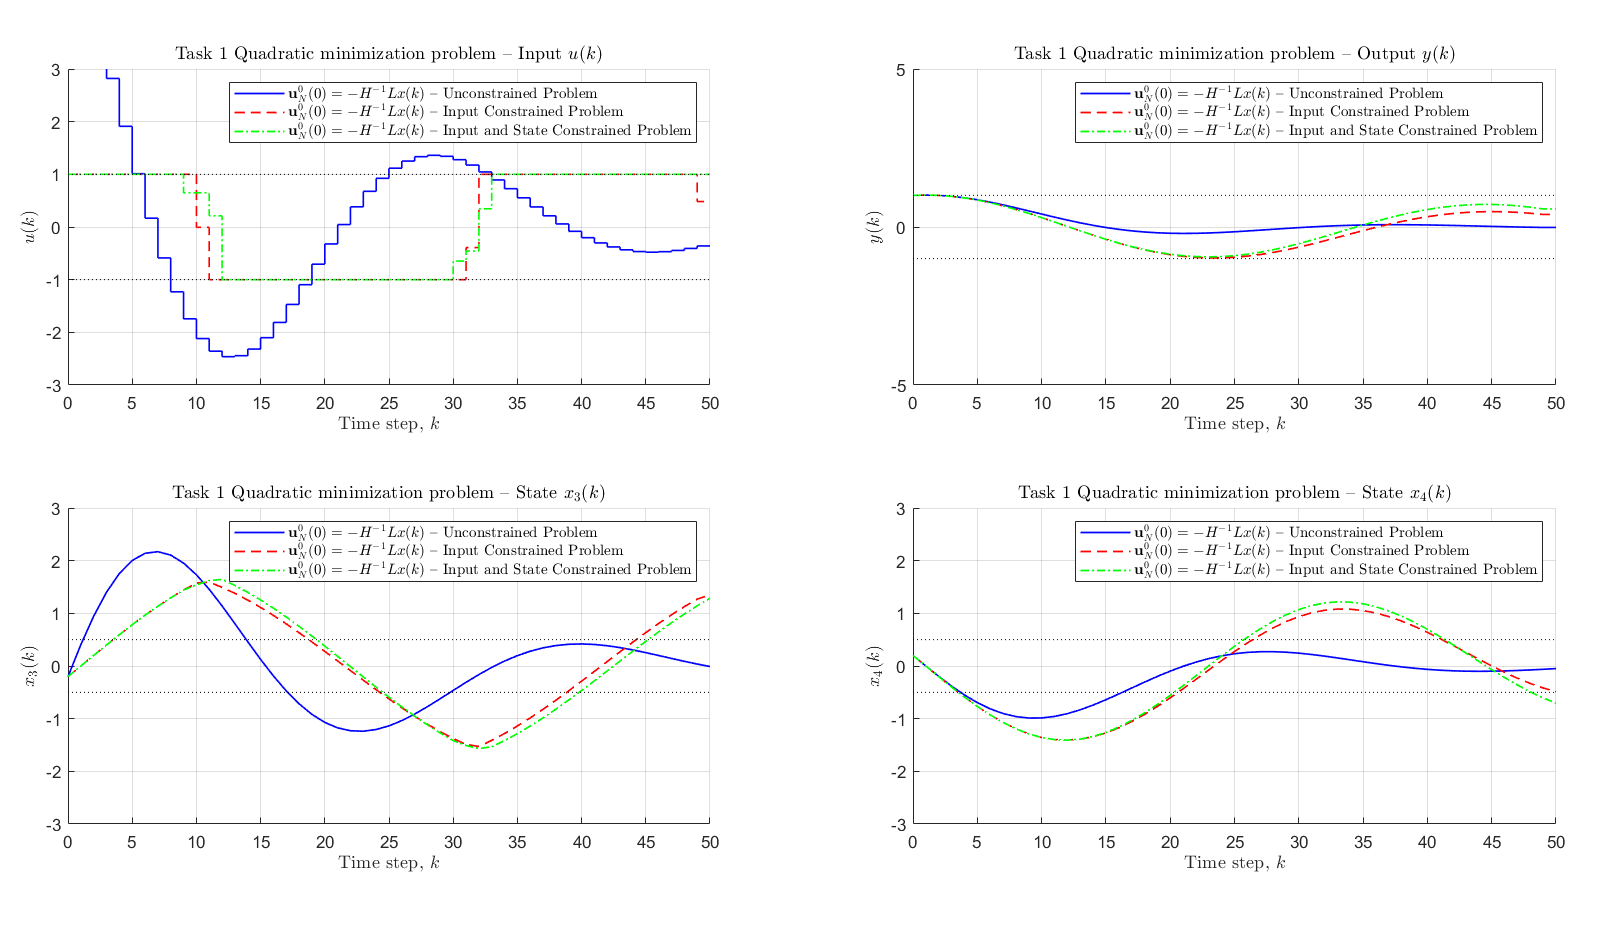 Task 1 Quadratic minimization problem – Input u(k)
3
2
1
0
-1
-2
-3
u(k)
u_N^0(0) = −H^{−1}Lx(k) – Unconstrained Problem
u_N^0(0) = −H^{−1}Lx(k) – Input Constrained Problem
u_N^0(0) = −H^{−1}Lx(k) – Input and State Constrained Problem
0 5 10 15 20 25 30 35 40 45 50
Time step, k
Task 1 Quadratic minimization problem – Output y(k)
5
0
-5
y(k)
u_N^0(0) = −H^{−1}Lx(k) – Unconstrained Problem
u_N^0(0) = −H^{−1}Lx(k) – Input Constrained Problem
u_N^0(0) = −H^{−1}Lx(k) – Input and State Constrained Problem
0 5 10 15 20 25 30 35 40 45 50
Time step, k
Task 1 Quadratic minimization problem – State x_3(k)
3
2
1
0
-1
-2
-3
x_3(k)
u_N^0(0) = −H^{−1}Lx(k) – Unconstrained Problem
u_N^0(0) = −H^{−1}Lx(k) – Input Constrained Problem
u_N^0(0) = −H^{−1}Lx(k) – Input and State Constrained Problem
0 5 10 15 20 25 30 35 40 45 50
Time step, k
Task 1 Quadratic minimization problem – State x_4(k)
3
2
1
0
-1
-2
-3
x_4(k)
u_N^0(0) = −H^{−1}Lx(k) – Unconstrained Problem
u_N^0(0) = −H^{−1}Lx(k) – Input Constrained Problem
u_N^0(0) = −H^{−1}Lx(k) – Input and State Constrained Problem
0 5 10 15 20 25 30 35 40 45 50
Time step, k